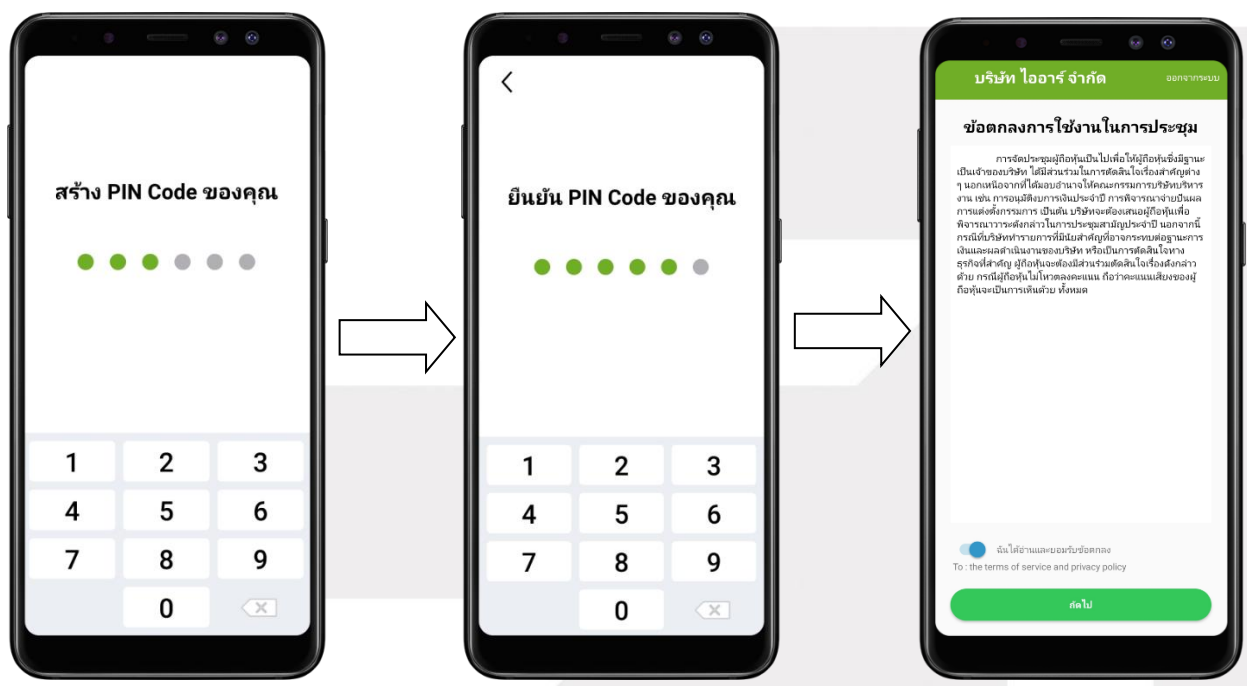 สร้าง PIN Code ของคุณ
1 2 3
4 5 6
7 8 9
0
ยืนยัน PIN Code ของคุณ
1 2 3
4 5 6
7 8 9
0
บริษัท ไออาร์ จำกัด ออกจากระบบ
ข้อตกลงการใช้งานในการประชุม
การจัดประชุมผู้ถือหุ้นเป็นไปเพื่อให้ผู้ถือหุ้นซึ่งมีฐานะ
เป็นเจ้าของบริษัท ได้มีส่วนร่วมในการตัดสินใจเรื่องสำคัญต่าง
ๆ นอกเหนือจากที่ได้มอบอำนาจให้คณะกรรมการบริษัทบริหาร
งาน เช่น การอนุมัติงบการเงินประจำปี การพิจารณาจ่ายปันผล
การแต่งตั้งกรรมการ เป็นต้น บริษัทจะต้องเสนอผู้ถือหุ้นเพื่อ
พิจารณาวาระดังกล่าวในการประชุมสามัญประจำปี นอกจากนี้
กรณีที่บริษัททำรายการที่มีนัยสำคัญที่อาจกระทบต่อฐานะการ
เงินและผลดำเนินงานของบริษัท หรือเป็นการตัดสินใจทาง
ธุรกิจที่สำคัญ ผู้ถือหุ้นจะต้องมีส่วนร่วมตัดสินใจเรื่องดังกล่าว
ด้วย กรณีผู้ถือหุ้นไม่โหวตลงคะแนน ถือว่าคะแนนเสียงของผู้
ถือหุ้นจะเป็นการเห็นด้วย ทั้งหมด
ฉันได้อ่านและยอมรับข้อตกลง
To : the terms of service and privacy policy
ถัดไป